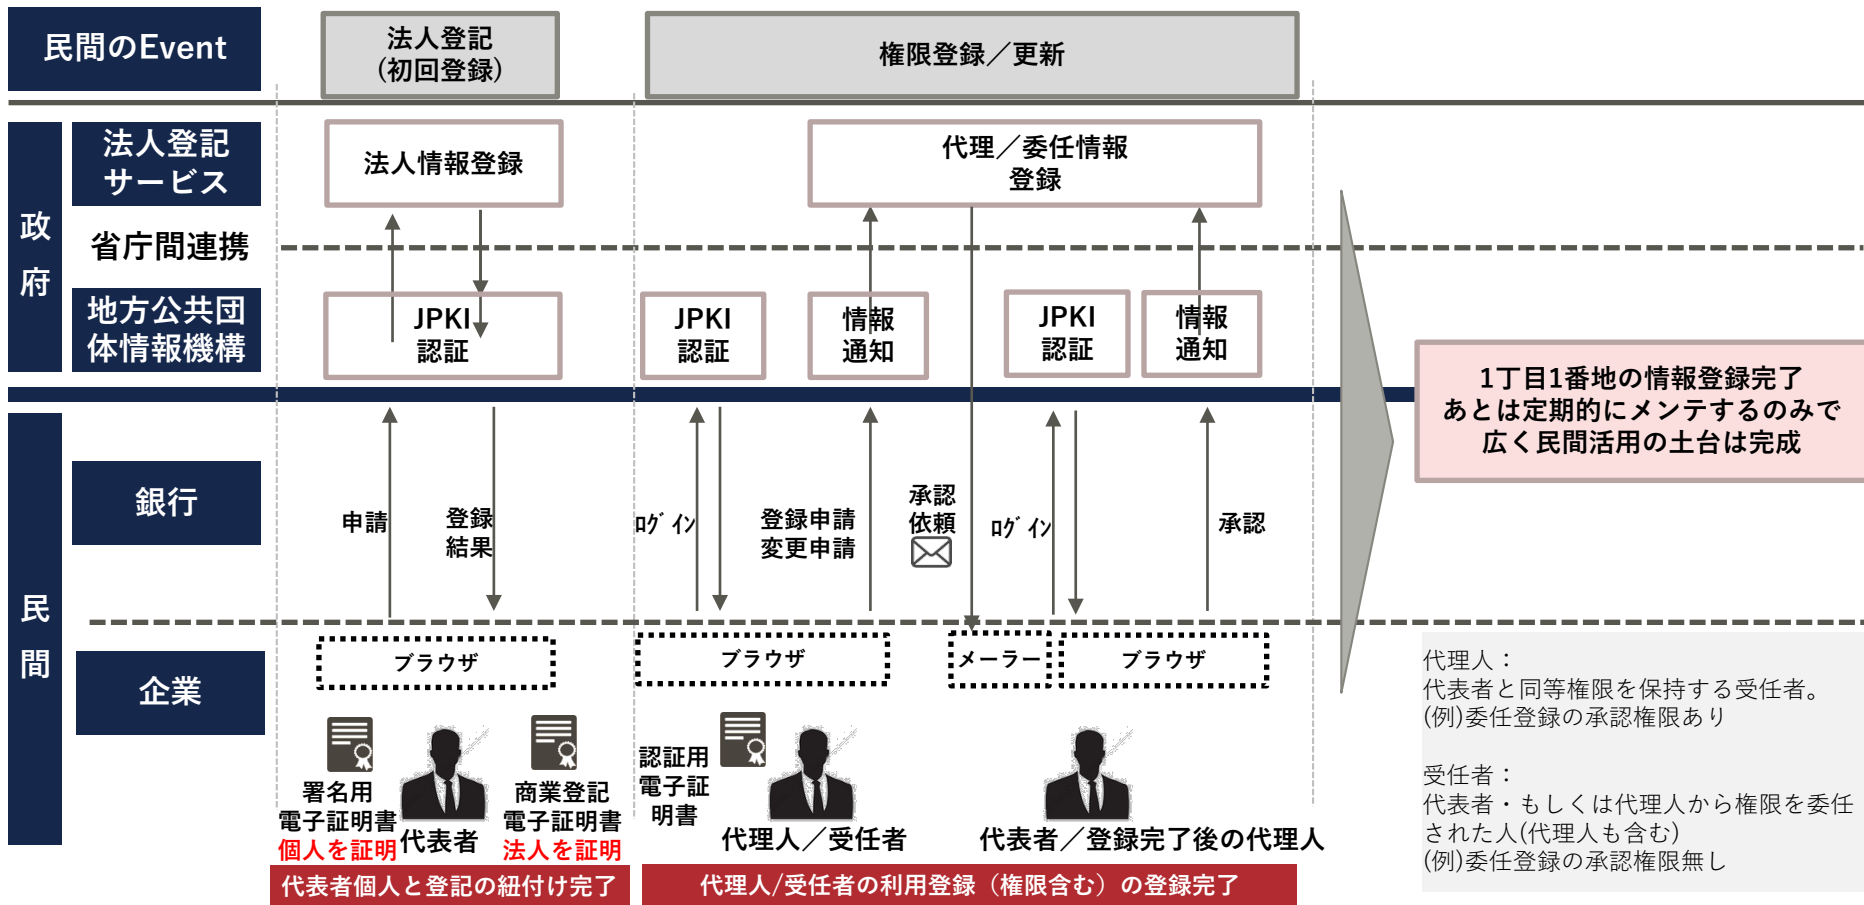 民間のEvent
法人登記
(初回登録)
権限登録／更新
政府
法人登記
サービス
法人情報登録
代理／委任情報
登録
省庁間連携
地方公共団
体情報機構
JPKI
認証
JPKI
認証
情報
通知
JPKI
認証
情報
通知
1丁目1番地の情報登録完了
あとは定期的にメンテするのみで
広く民間活用の土台は完成
民間
銀行
申請
登録
結果
ﾛｸﾞｲﾝ
登録申請
変更申請
承認
依頼
ﾛｸﾞｲﾝ
承認
企業
ブラウザ
ブラウザ
メーラー
ブラウザ
署名用
電子証明書
個人を証明
代表者
商業登記
電子証明書
法人を証明
認証用
電子証
明書
代理人／受任者
代表者／登録完了後の代理人
代表者個人と登記の紐付け完了
代理人/受任者の利用登録（権限含む）の登録完了
代理人：
代表者と同等権限を保持する受任者。
(例)委任登録の承認権限あり
受任者：
代表者・もしくは代理人から権限を委任
された人(代理人も含む)
(例)委任登録の承認権限無し